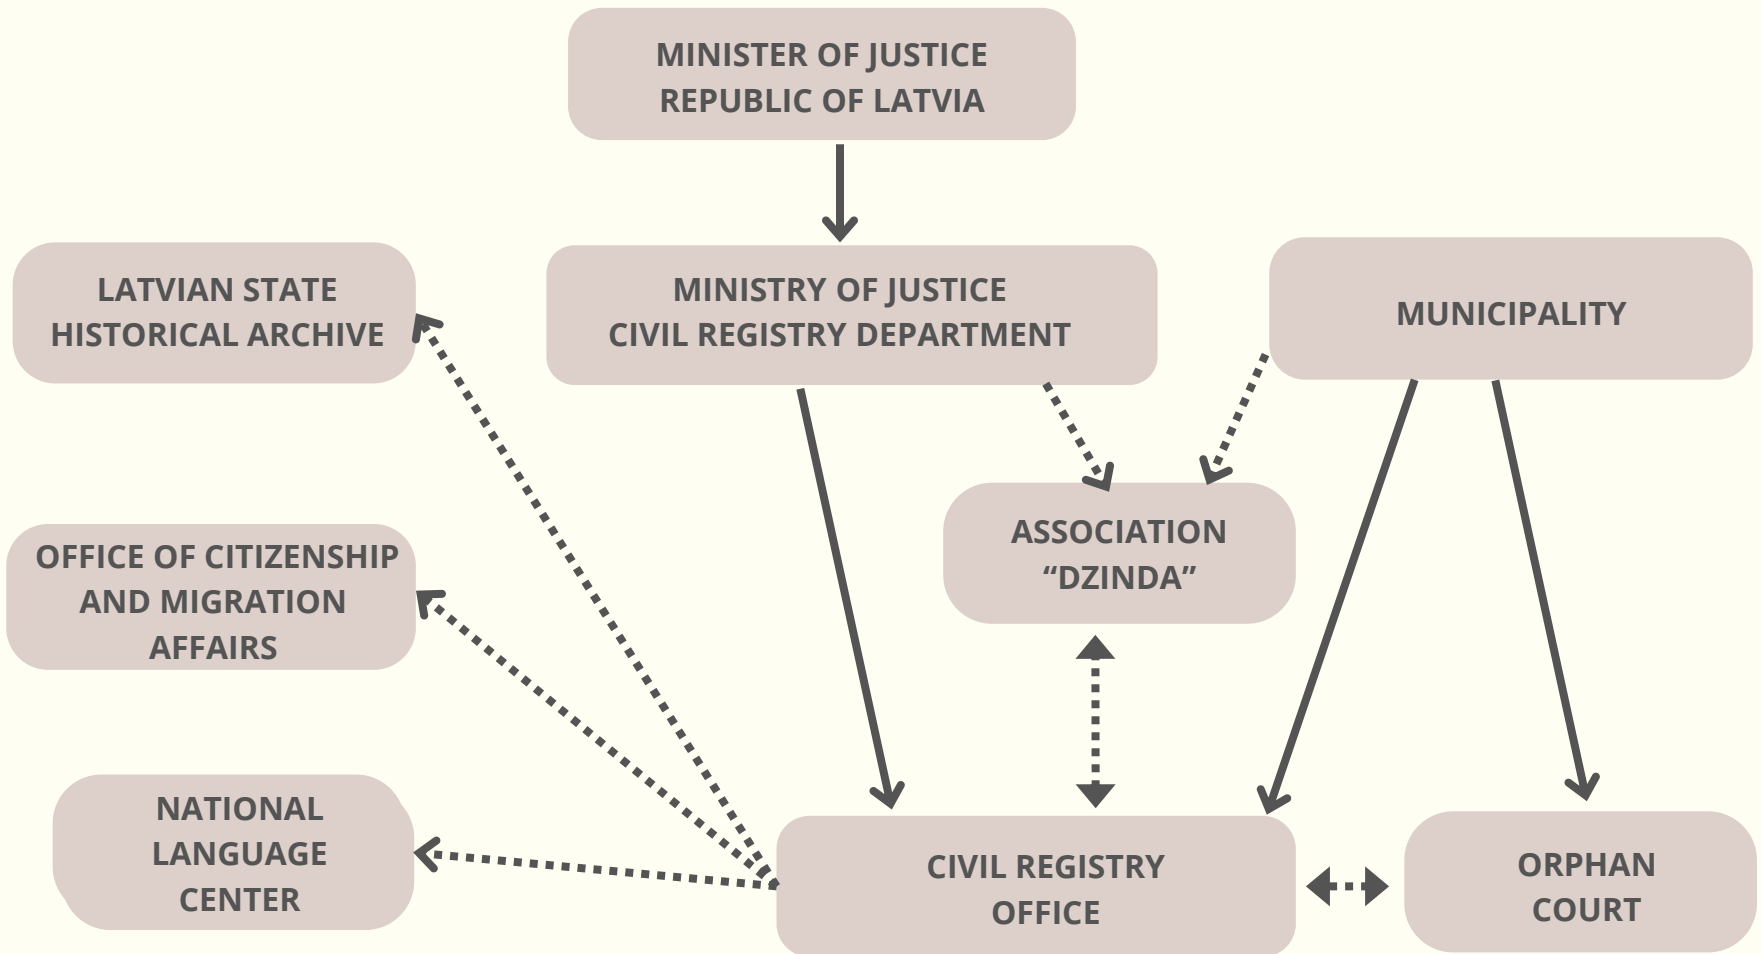 MINISTER OF JUSTICE
REPUBLIC OF LATVIA
LATVIAN STATE
HISTORICAL ARCHIVE
MINISTRY OF JUSTICE
CIVIL REGISTRY DEPARTMENT
MUNICIPALITY
OFFICE OF CITIZENSHIP
AND MIGRATION
AFFAIRS
ASSOCIATION
“DZINDA”
NATIONAL
LANGUAGE
CENTER
CIVIL REGISTRY
OFFICE
ORPHAN
COURT